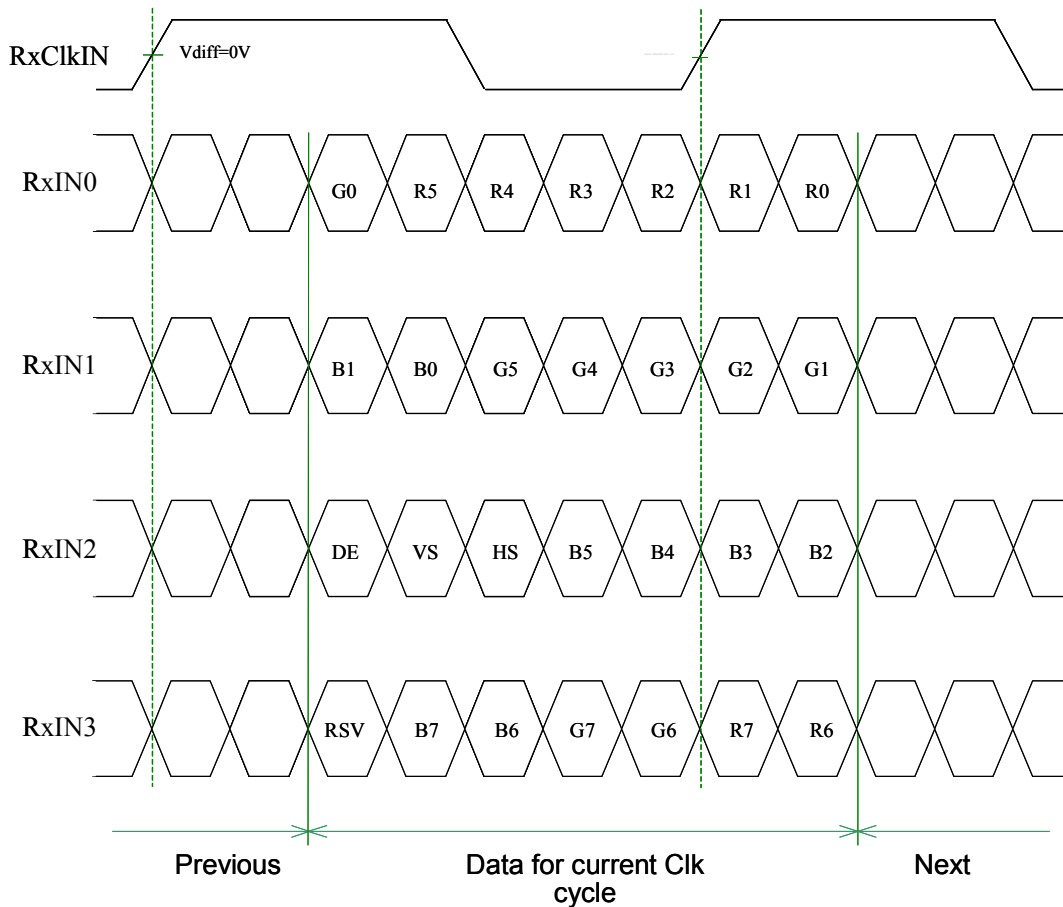 RxClkIN
Vdiff=0V
RxIN0
G0 R5 R4 R3 R2 R1 R0
RxIN1
B1 B0 G5 G4 G3 G2 G1
RxIN2
DE VS HS B5 B4 B3 B2
RxIN3
RSV B7 B6 G7 G6 R7 R6
Previous
Data for current Clk
cycle
Next